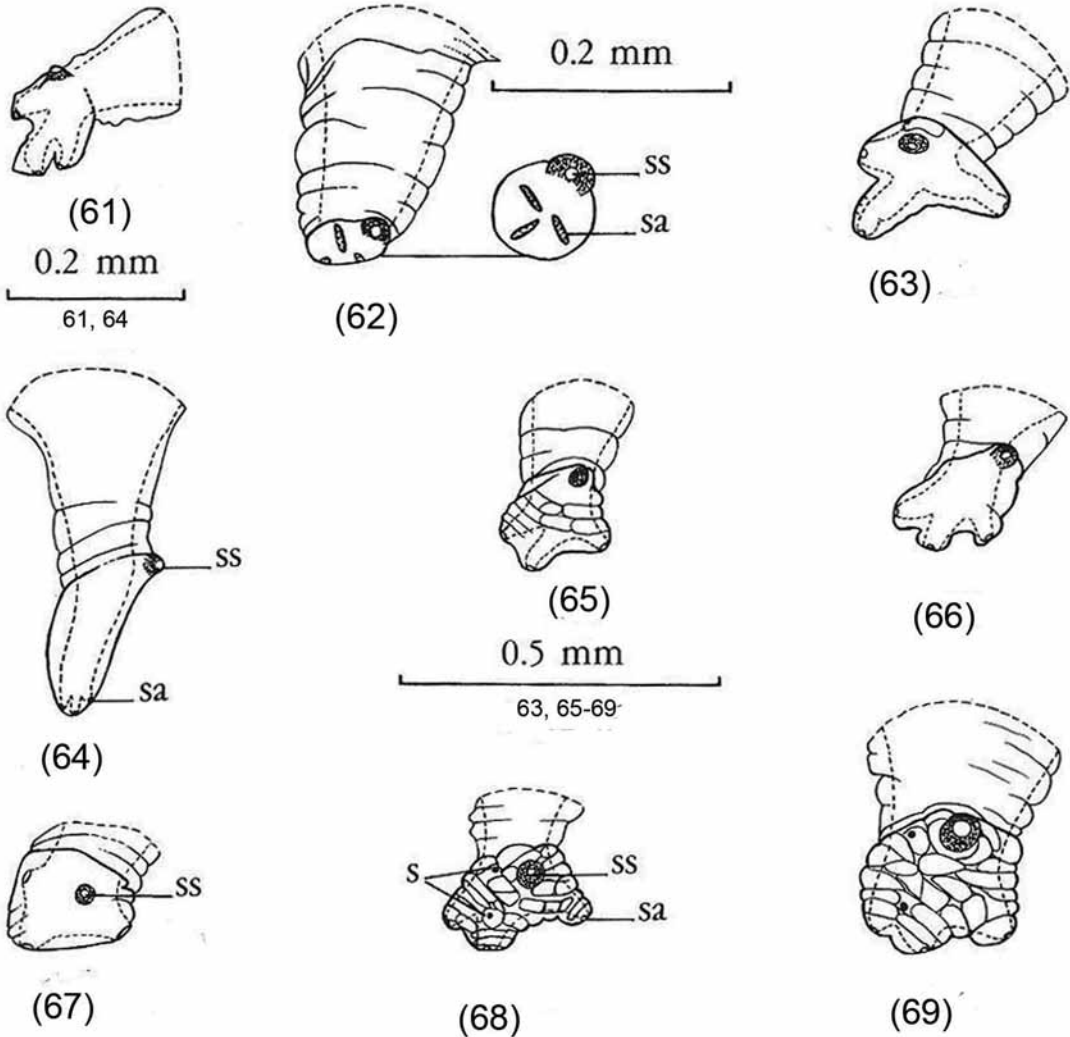 (61)
0.2 mm
61, 64
0.2 mm
ss
sa
(62)
(63)
ss
sa
(64)
(65)
(66)
0.5 mm
63, 65-69
ss
(67)
s
ss
sa
(68)
(69)